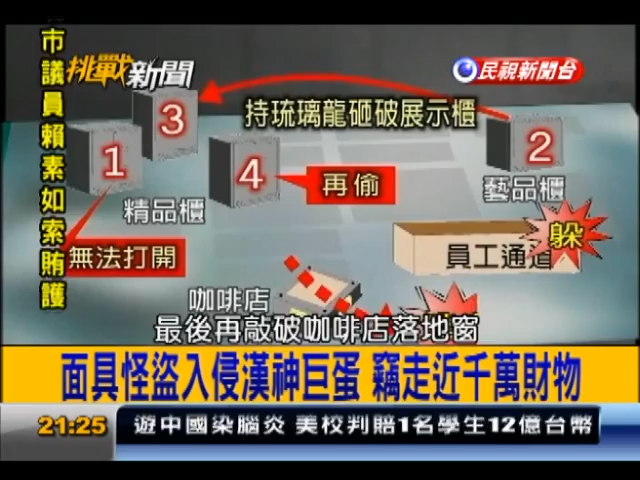 市議員賴素如索賄護
挑戰新聞
民視新聞台
持琉璃龍砸破展示櫃
3
1
4
2
再偷
精品櫃
藝品櫃
無法打開
躲
員工通道
咖啡店
最後再敲破咖啡店落地窗
面具怪盜入侵漢神巨蛋 竊走近千萬財物
21:25
遊中國染腦炎 美校判賠1名學生12億台幣